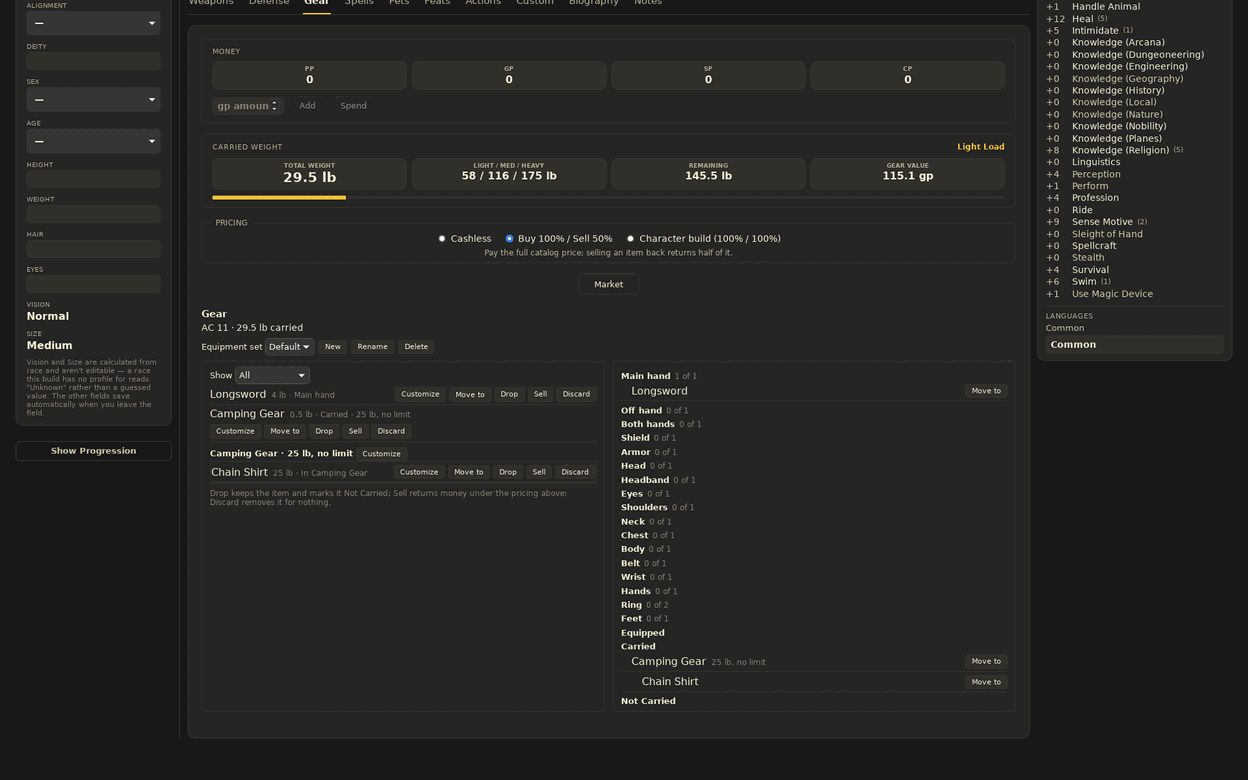 Weapons Defense Gear Spells Pets Feats Actions Custom Biography Notes
ALIGNMENT
—
DEITY
SEX
—
AGE
—
HEIGHT
WEIGHT
HAIR
EYES
VISION
Normal
SIZE
Medium
Vision and Size are calculated from
race and aren't editable — a race
this build has no profile for reads
"Unknown" rather than a guessed
value. The other fields save
automatically when you leave the
field.
Show Progression
MONEY
PP
0
GP
0
SP
0
CP
0
gp amoun
Add
Spend
CARRIED WEIGHT
Light Load
TOTAL WEIGHT
29.5 lb
LIGHT / MED / HEAVY
58 / 116 / 175 lb
REMAINING
145.5 lb
GEAR VALUE
115.1 gp
PRICING
Cashless Buy 100% / Sell 50% Character build (100% / 100%)
Pay the full catalog price; selling an item back returns half of it.
Market
Gear
AC 11 · 29.5 lb carried
Equipment set Default New Rename Delete
Show All
Longsword 4 lb · Main hand Customize Move to Drop Sell Discard
Camping Gear 0.5 lb · Carried · 25 lb, no limit
Customize Move to Drop Sell Discard
Camping Gear · 25 lb, no limit Customize
Chain Shirt 25 lb · In Camping Gear Customize Move to Drop Sell Discard
Drop keeps the item and marks it Not Carried; Sell returns money under the pricing above;
Discard removes it for nothing.
Main hand 1 of 1
Longsword Move to
Off hand 0 of 1
Both hands 0 of 1
Shield 0 of 1
Armor 0 of 1
Head 0 of 1
Headband 0 of 1
Eyes 0 of 1
Shoulders 0 of 1
Neck 0 of 1
Chest 0 of 1
Body 0 of 1
Belt 0 of 1
Wrist 0 of 1
Hands 0 of 1
Ring 0 of 2
Feet 0 of 1
Equipped
Carried
Camping Gear 25 lb, no limit Move to
Chain Shirt Move to
Not Carried
+1 Handle Animal
+12 Heal (5)
+5 Intimidate (1)
+0 Knowledge (Arcana)
+0 Knowledge (Dungeoneering)
+0 Knowledge (Engineering)
+0 Knowledge (Geography)
+0 Knowledge (History)
+0 Knowledge (Local)
+0 Knowledge (Nature)
+0 Knowledge (Nobility)
+0 Knowledge (Planes)
+8 Knowledge (Religion) (5)
+0 Linguistics
+4 Perception
+1 Perform
+4 Profession
+0 Ride
+9 Sense Motive (2)
+0 Sleight of Hand
+0 Spellcraft
+0 Stealth
+4 Survival
+6 Swim (1)
+1 Use Magic Device
LANGUAGES
Common
Common